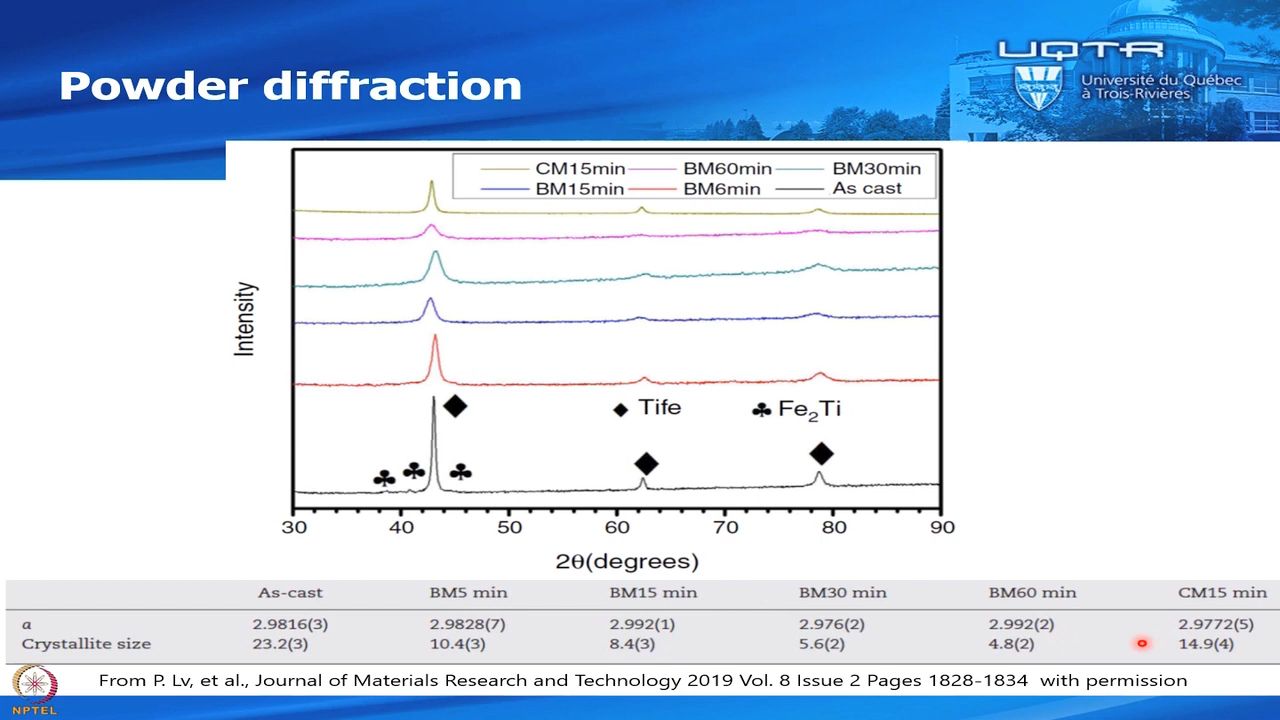 Powder diffraction
UQTR
Université du Québec
à Trois-Rivières
CM15min BM60min BM30min
BM15min BM6min As cast
Intensity
♦ Tife ♣ Fe₂Ti
30 40 50 60 70 80 90
2θ(degrees)
As-cast BM5 min BM15 min BM30 min BM60 min CM15 min
a 2.9816(3) 2.9828(7) 2.992(1) 2.976(2) 2.992(2) 2.9772(5)
Crystallite size 23.2(3) 10.4(3) 8.4(3) 5.6(2) 4.8(2) 14.9(4)
From P. Lv, et al., Journal of Materials Research and Technology 2019 Vol. 8 Issue 2 Pages 1828-1834 with permission
NPTEL